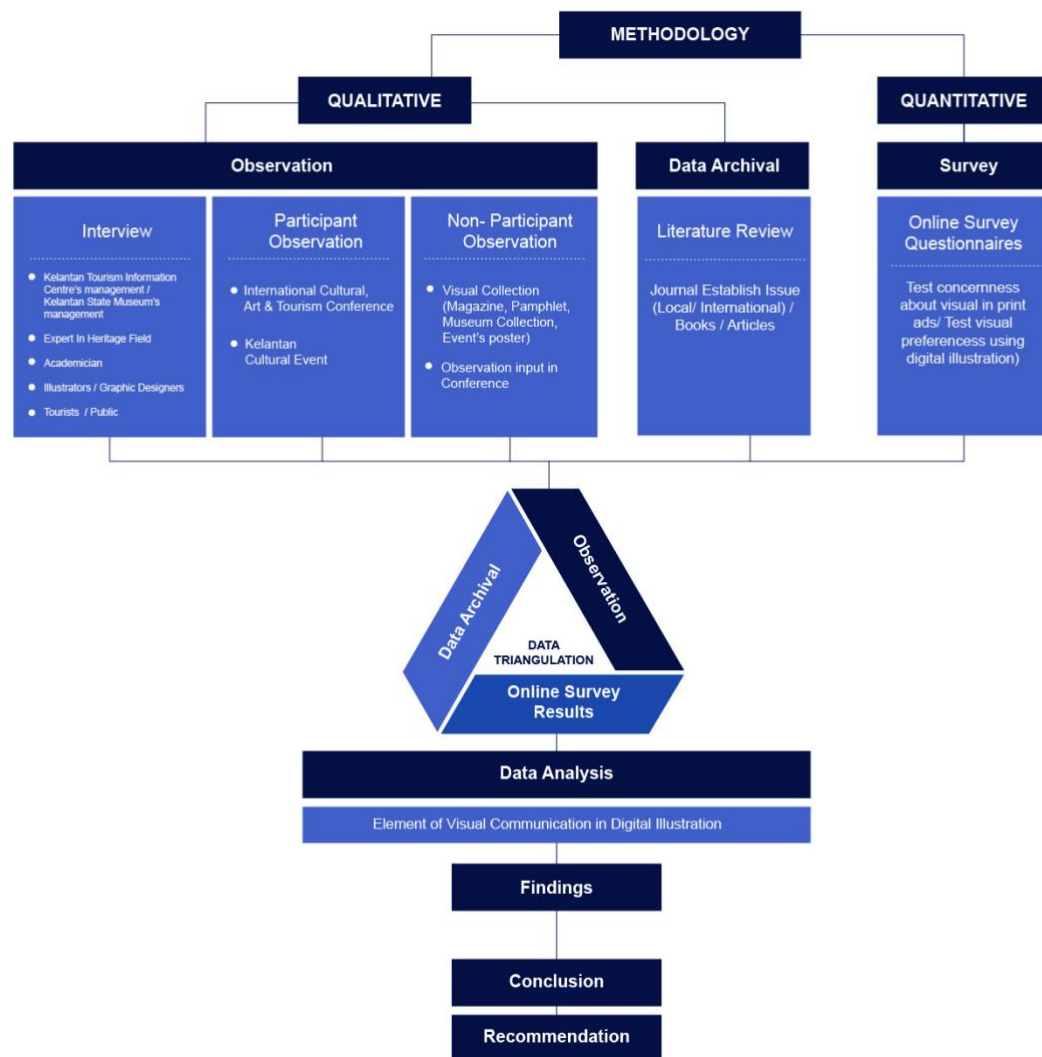 METHODOLOGY
QUALITATIVE
QUANTITATIVE
Observation
Data Archival
Survey
Interview
Kelantan Tourism Information
Centre's management /
Kelantan State Museum's
management
Expert In Heritage Field
Academician
Illustrators / Graphic Designers
Tourists / Public
Participant
Observation
International Cultural,
Art & Tourism Conference
Kelantan
Cultural Event
Non- Participant
Observation
Visual Collection
(Magazine, Pamphlet,
Museum Collection,
Event's poster)
Observation input in
Conference
Literature Review
Journal Establish Issue
(Local/ International) /
Books / Articles
Online Survey
Questionnaires
Test concernness
about visual in print
ads/ Test visual
preferencess using
digital illustration)
Data Archival
Observation
DATA
TRIANGULATION
Online Survey
Results
Data Analysis
Element of Visual Communication in Digital Illustration
Findings
Conclusion
Recommendation